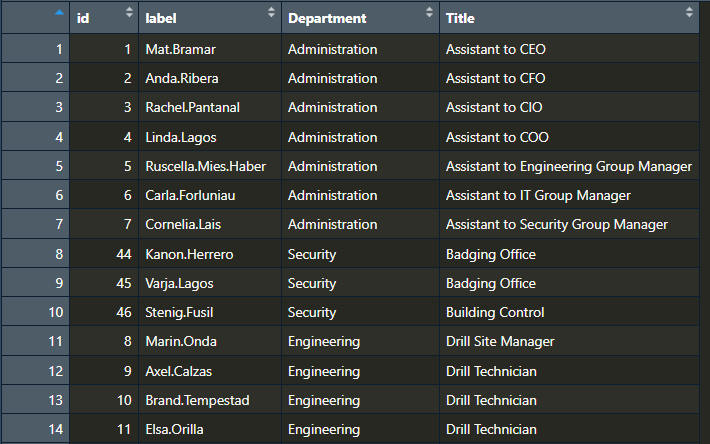 id label Department Title
1 1 Mat.Bramar Administration Assistant to CEO
2 2 Anda.Ribera Administration Assistant to CFO
3 3 Rachel.Pantanal Administration Assistant to CIO
4 4 Linda.Lagos Administration Assistant to COO
5 5 Ruscella.Mies.Haber Administration Assistant to Engineering Group Manager
6 6 Carla.Forluniau Administration Assistant to IT Group Manager
7 7 Cornelia.Lais Administration Assistant to Security Group Manager
8 44 Kanon.Herrero Security Badging Office
9 45 Varja.Lagos Security Badging Office
10 46 Stenig.Fusil Security Building Control
11 8 Marin.Onda Engineering Drill Site Manager
12 9 Axel.Calzas Engineering Drill Technician
13 10 Brand.Tempestad Engineering Drill Technician
14 11 Elsa.Orilla Engineering Drill Technician